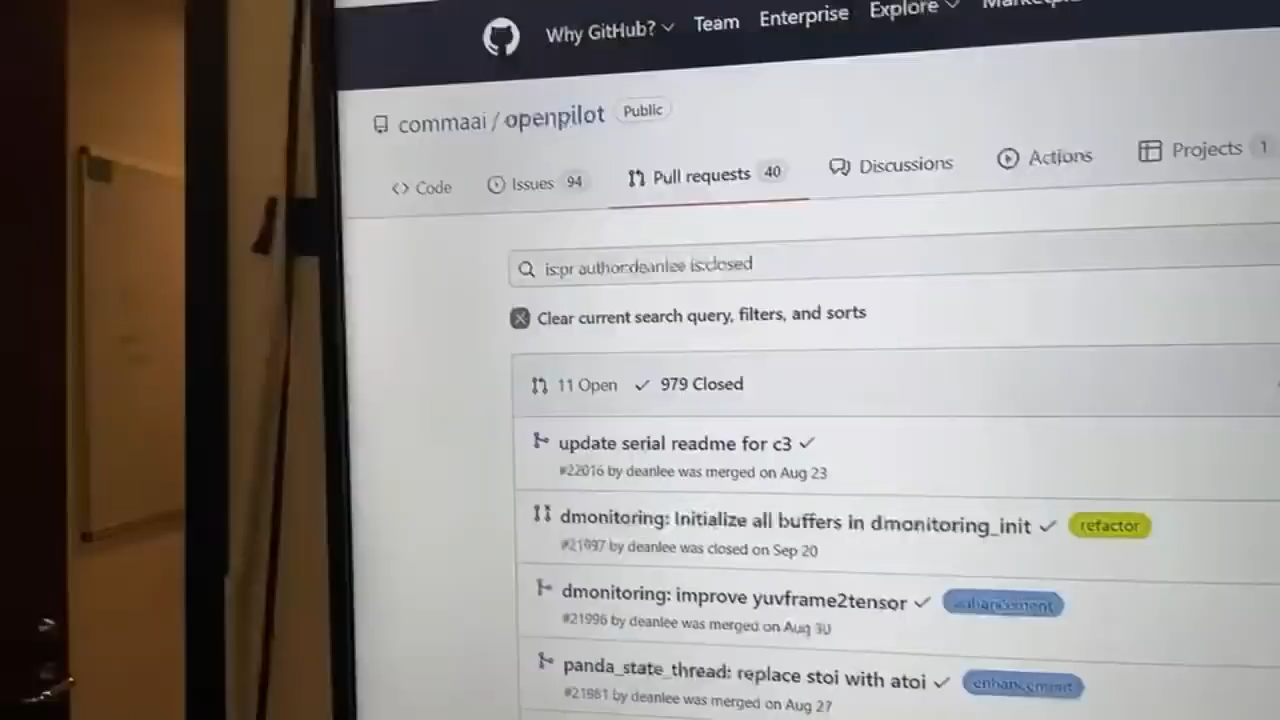 Why GitHub? Team Enterprise Explore
commaai / openpilot Public
Code Issues 94 Pull requests 40 Discussions Actions Projects 1
is:pr author:deanlee is:closed
Clear current search query, filters, and sorts
11 Open 979 Closed
update serial readme for c3
#22016 by deanlee was merged on Aug 23
dmonitoring: Initialize all buffers in dmonitoring_init refactor
#21997 by deanlee was closed on Sep 20
dmonitoring: improve yuvframe2tensor enhancement
#21996 by deanlee was merged on Aug 30
panda_state_thread: replace stoi with atoi enhancement
#21981 by deanlee was merged on Aug 27